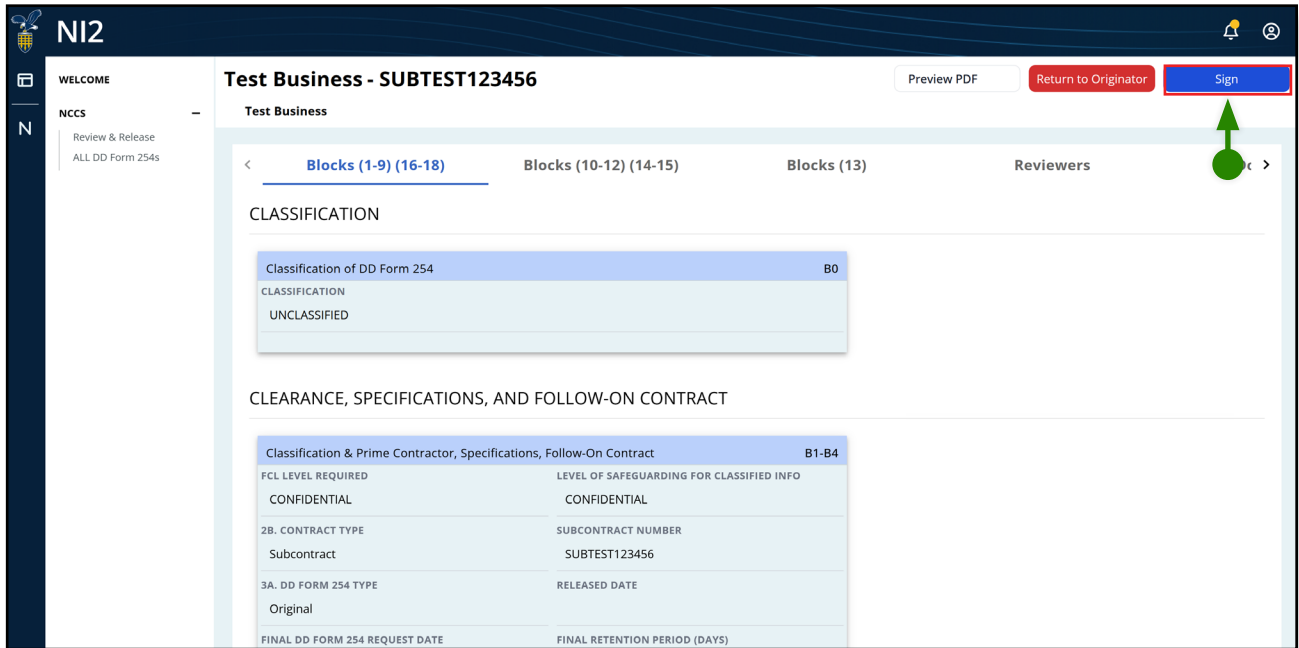 NI2
WELCOME
NCCS
Review & Release
ALL DD Form 254s
N
Test Business - SUBTEST123456
Preview PDF
Return to Originator
Sign
Test Business
Blocks (1-9) (16-18)
Blocks (10-12) (14-15)
Blocks (13)
Reviewers
CLASSIFICATION
Classification of DD Form 254 B0
CLASSIFICATION
UNCLASSIFIED
CLEARANCE, SPECIFICATIONS, AND FOLLOW-ON CONTRACT
Classification & Prime Contractor, Specifications, Follow-On Contract B1-B4
FCL LEVEL REQUIRED LEVEL OF SAFEGUARDING FOR CLASSIFIED INFO
CONFIDENTIAL CONFIDENTIAL
2B. CONTRACT TYPE SUBCONTRACT NUMBER
Subcontract SUBTEST123456
3A. DD FORM 254 TYPE RELEASED DATE
Original
FINAL DD FORM 254 REQUEST DATE FINAL RETENTION PERIOD (DAYS)